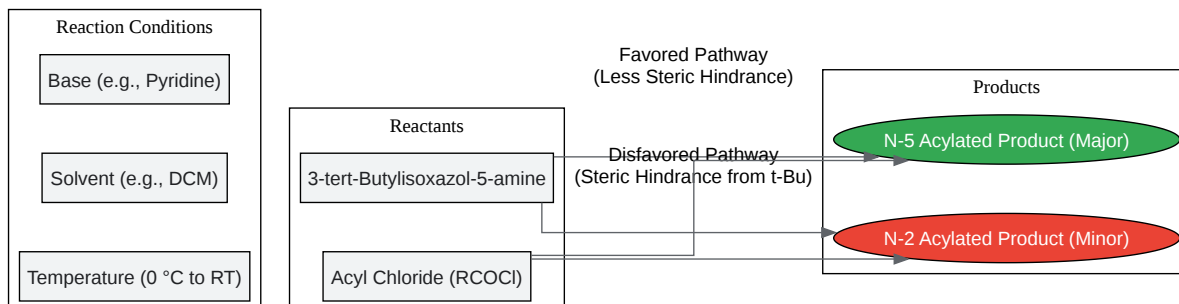 Reaction Conditions
Base (e.g., Pyridine)
Solvent (e.g., DCM)
Temperature (0 °C to RT)
Reactants
3-tert-Butylisoxazol-5-amine
Acyl Chloride (RCOCl)
Favored Pathway
(Less Steric Hindrance)
Disfavored Pathway
(Steric Hindrance from t-Bu)
Products
N-5 Acylated Product (Major)
N-2 Acylated Product (Minor)